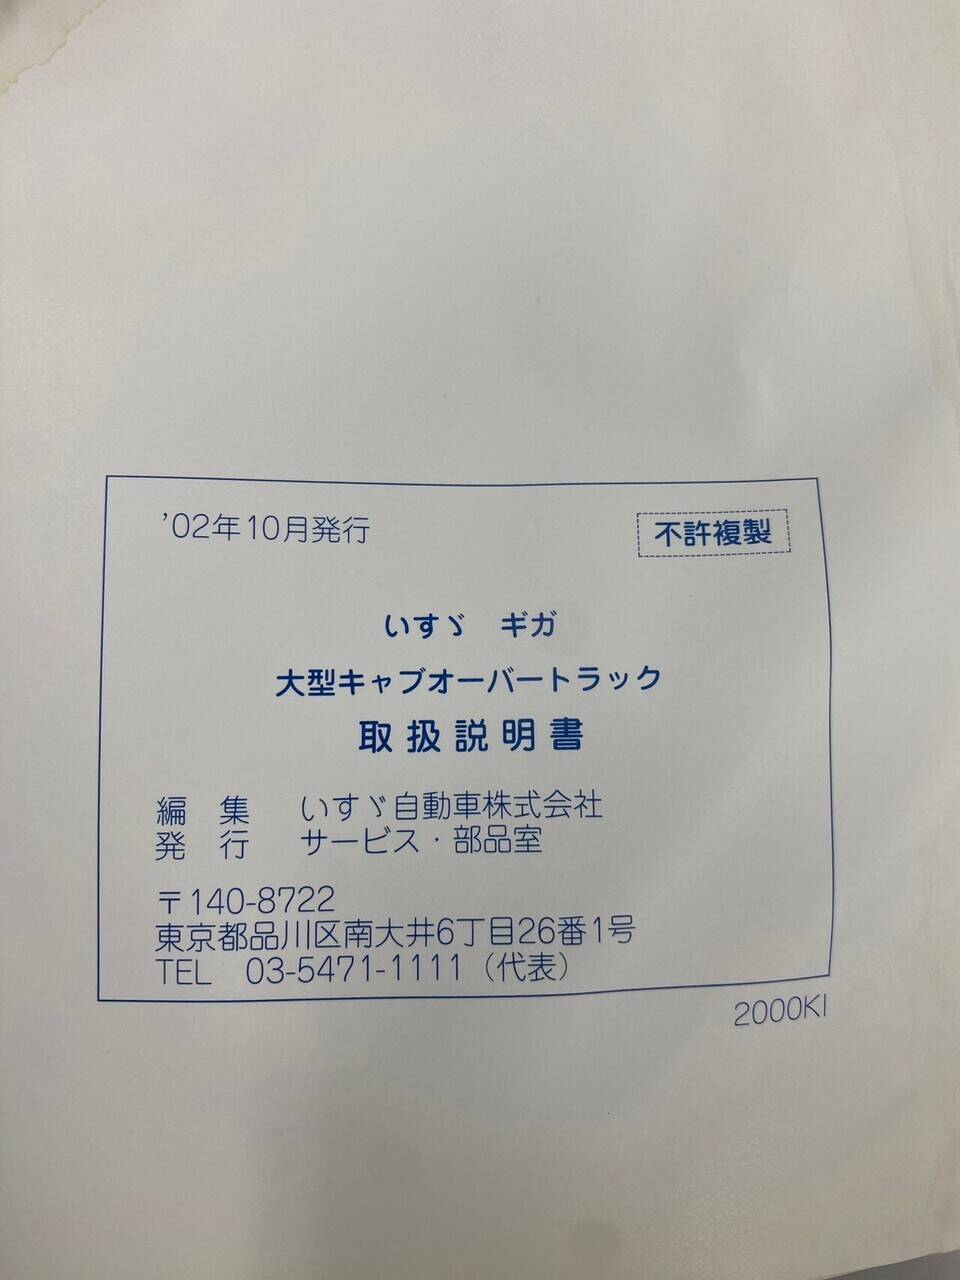 '02年10月発行
不許複製
いすゞ ギガ
大型キャブオーバートラック
取扱説明書
編 集 いすゞ自動車株式会社
発 行 サービス・部品室
〒140-8722
東京都品川区南大井6丁目26番1号
TEL 03-5471-1111（代表）
2000KI